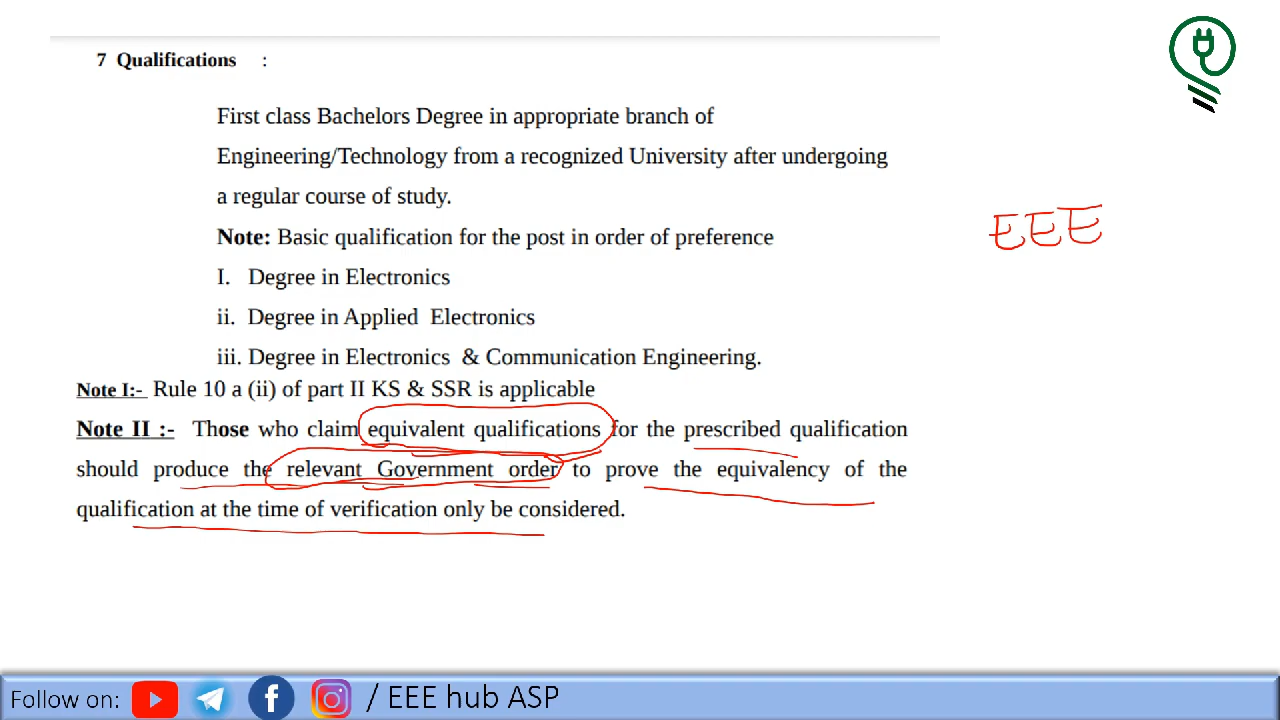 7 Qualifications :
First class Bachelors Degree in appropriate branch of
Engineering/Technology from a recognized University after undergoing
a regular course of study.
EEE
Note: Basic qualification for the post in order of preference
I. Degree in Electronics
ii. Degree in Applied Electronics
iii. Degree in Electronics & Communication Engineering.
Note I:- Rule 10 a (ii) of part II KS & SSR is applicable
Note II :- Those who claim equivalent qualifications for the prescribed qualification
should produce the relevant Government order to prove the equivalency of the
qualification at the time of verification only be considered.
Follow on: / EEE hub ASP